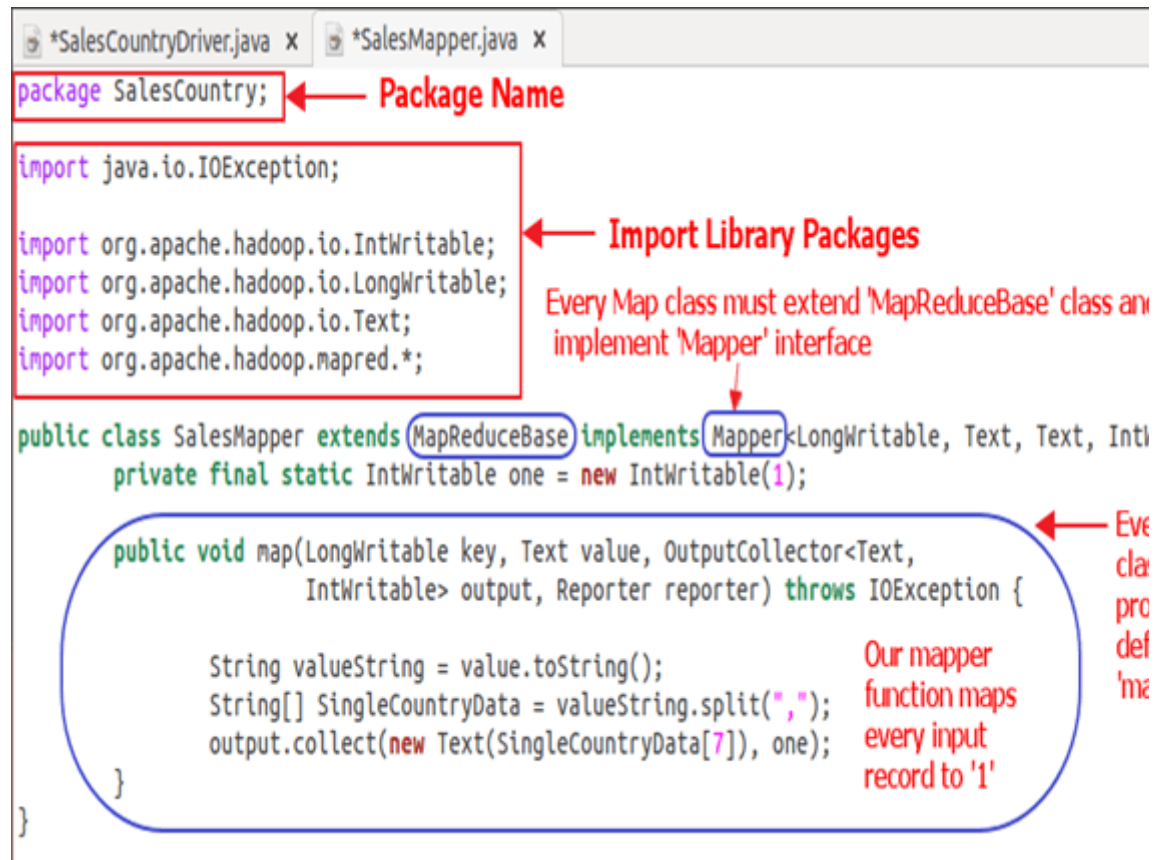 *SalesCountryDriver.java x *SalesMapper.java x
package SalesCountry;
Package Name
import java.io.IOException;
import org.apache.hadoop.io.IntWritable;
import org.apache.hadoop.io.LongWritable;
import org.apache.hadoop.io.Text;
import org.apache.hadoop.mapred.*;
Import Library Packages
Every Map class must extend 'MapReduceBase' class and
implement 'Mapper' interface
public class SalesMapper extends MapReduceBase implements Mapper<LongWritable, Text, Text,
private final static IntWritable one = new IntWritable(1);
public void map(LongWritable key, Text value, OutputCollector<Text,
IntWritable> output, Reporter reporter) throws IOException {
String valueString = value.toString();
String[] SingleCountryData = valueString.split(",");
output.collect(new Text(SingleCountryData[7]), one);
}
}
Our mapper
function maps
every input
record to '1'